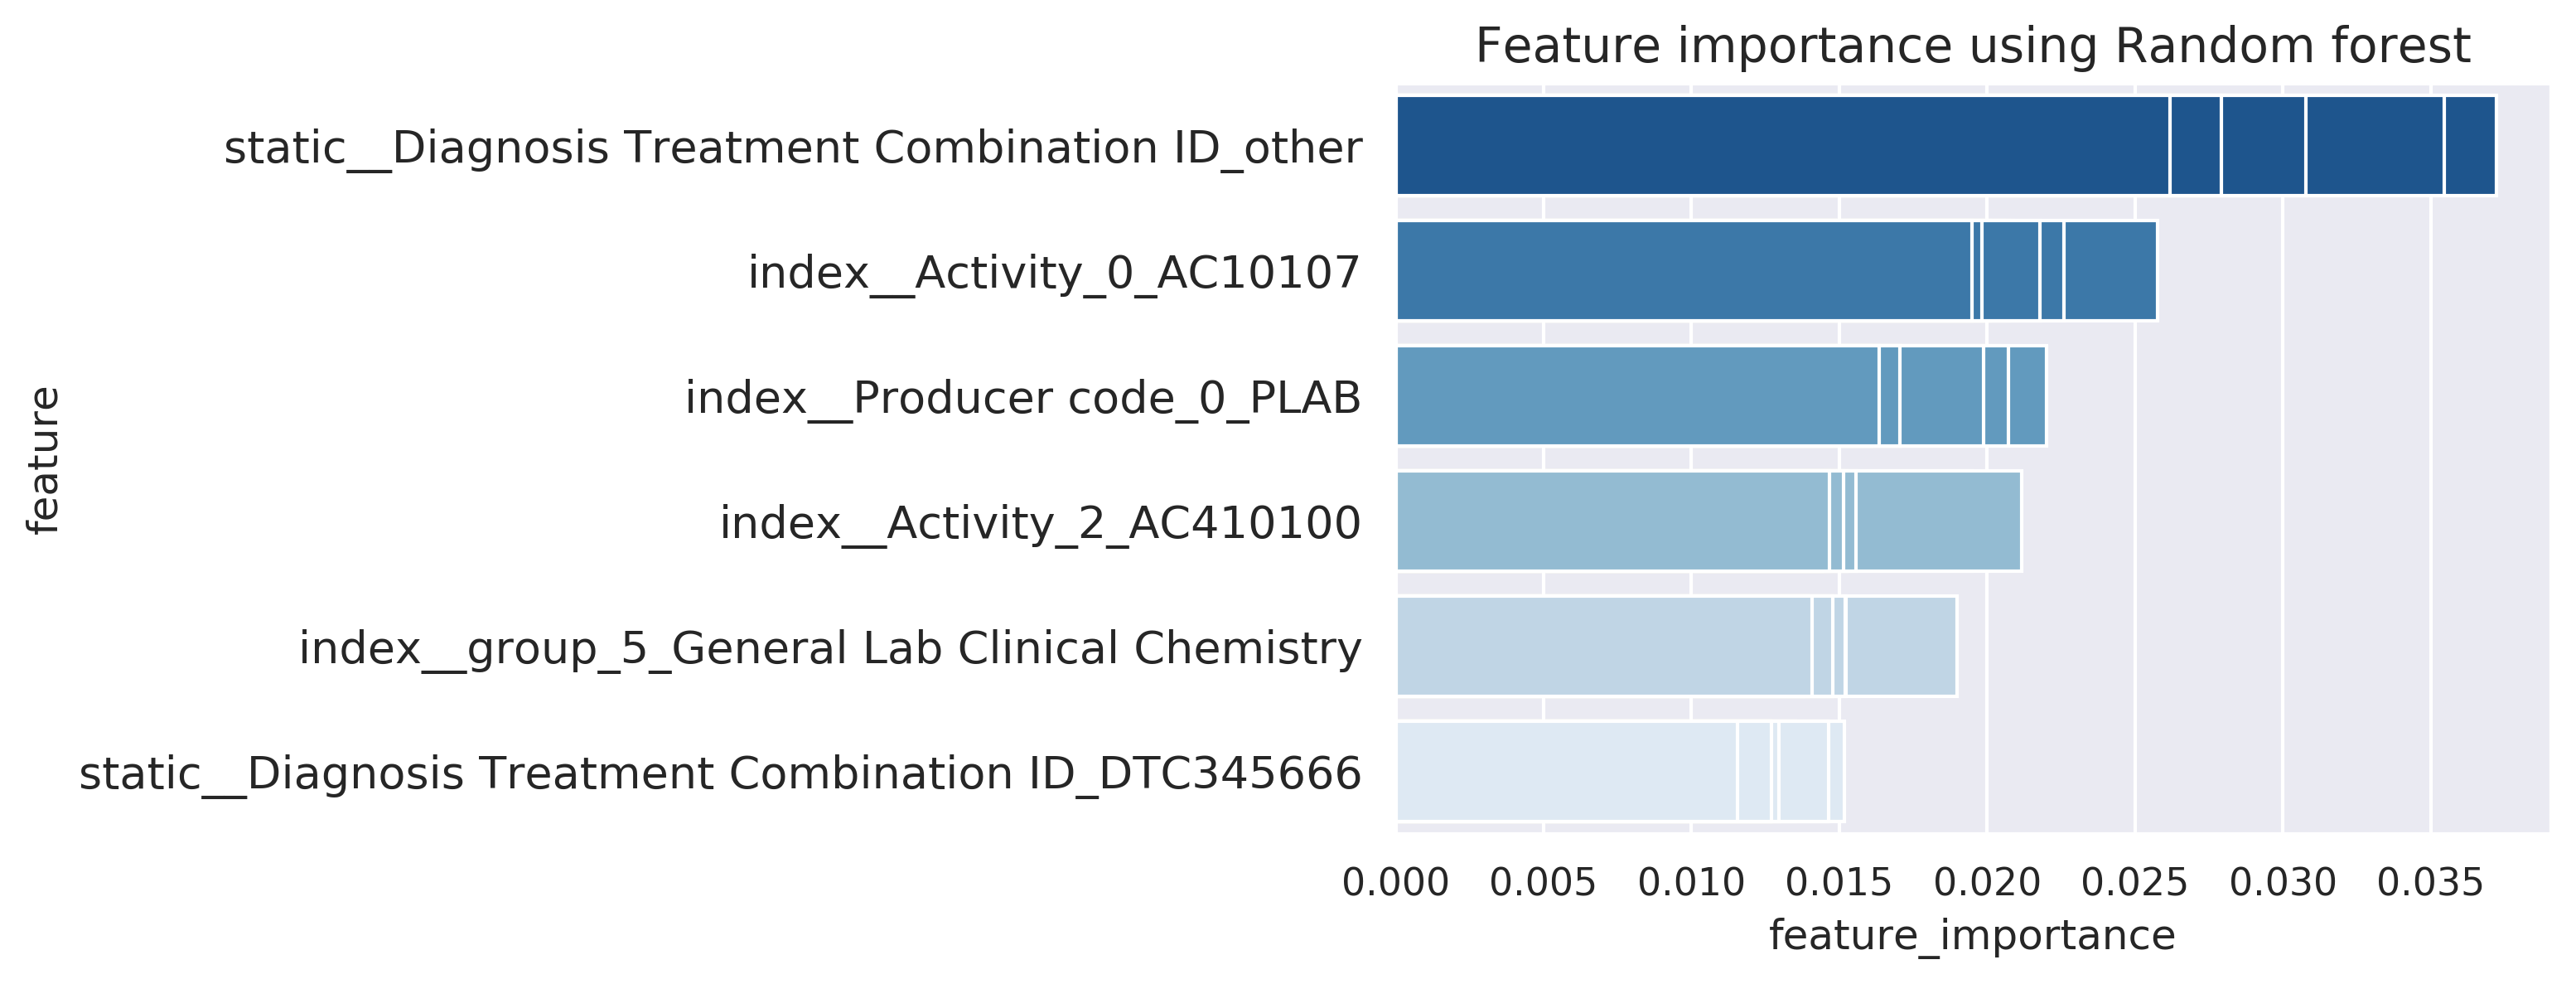 Feature importance using Random forest
static__Diagnosis Treatment Combination ID_other
index__Activity_0_AC10107
index__Producer code_0_PLAB
index__Activity_2_AC410100
index__group_5_General Lab Clinical Chemistry
static__Diagnosis Treatment Combination ID_DTC345666
feature
0.000 0.005 0.010 0.015 0.020 0.025 0.030 0.035
feature_importance